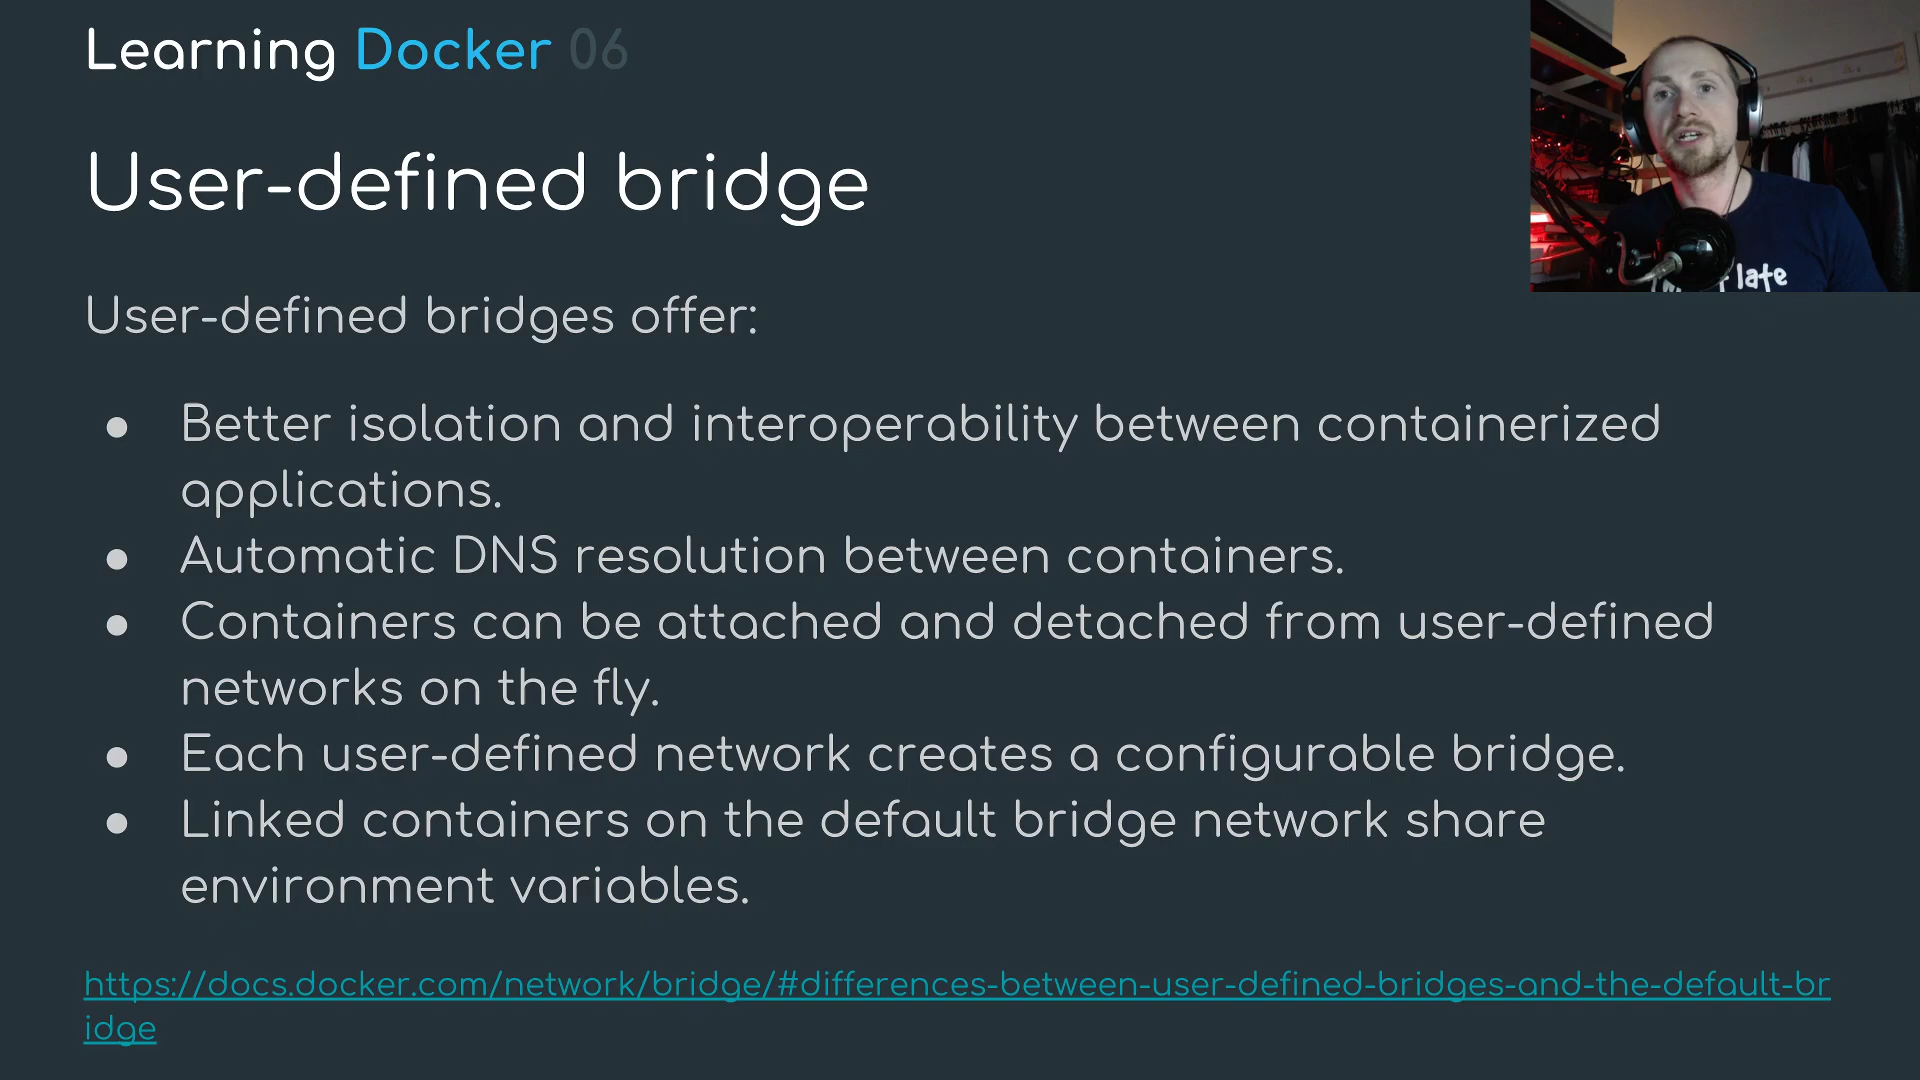 Learning Docker 06
User-defined bridge
User-defined bridges offer:
● Better isolation and interoperability between containerized
applications.
● Automatic DNS resolution between containers.
● Containers can be attached and detached from user-defined
networks on the fly.
● Each user-defined network creates a configurable bridge.
● Linked containers on the default bridge network share
environment variables.
https://docs.docker.com/network/bridge/#differences-between-user-defined-bridges-and-the-default-br
idge
late